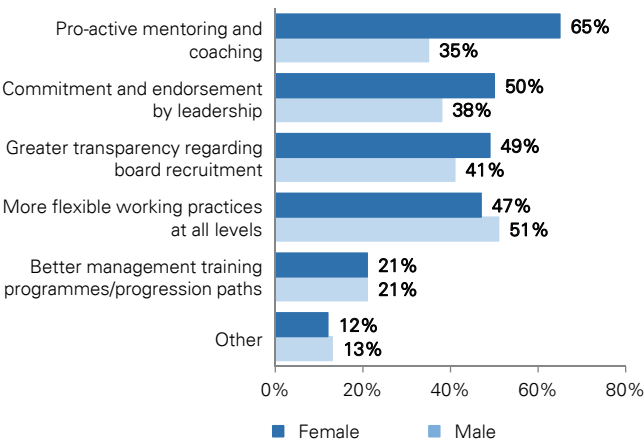 Pro-active mentoring and
coaching
65%
35%
Commitment and endorsement
by leadership
50%
38%
Greater transparency regarding
board recruitment
49%
41%
More flexible working practices
at all levels
47%
51%
Better management training
programmes/progression paths
21%
21%
Other
12%
13%
0% 20% 40% 60% 80%
Female Male